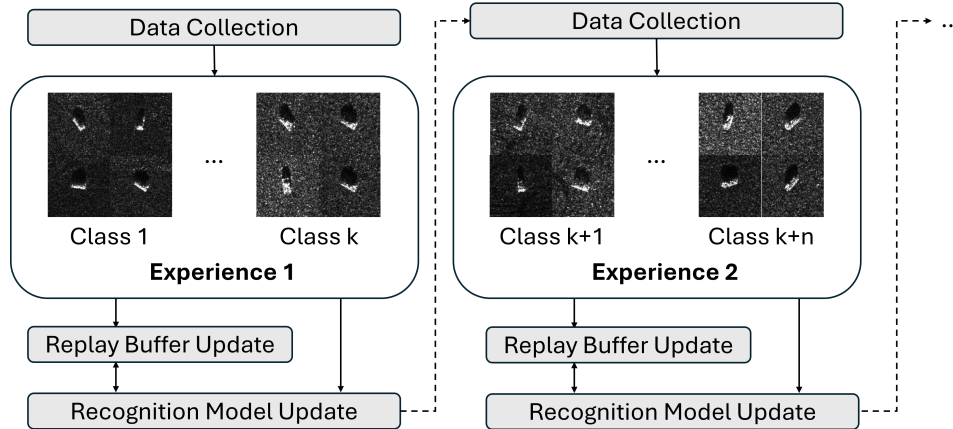 Data Collection
...
Class 1
Class k
Experience 1
Replay Buffer Update
Recognition Model Update
Data Collection
...
Class k+1
Class k+n
Experience 2
Replay Buffer Update
Recognition Model Update
..